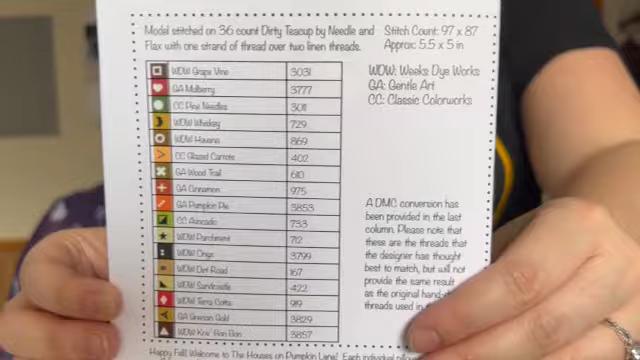 Model stitched on 36 count Dirty Teacup by Needle and
Flax with one strand of thread over two linen threads.
Stitch Count: 97 x 87
Approx: 5.5 x 5 in
WDW: Weeks Dye Works
GA: Gentle Art
CC: Classic Colorworks
WDW Grape Vine 3031
GA Mulberry 3777
CC Pine Needles 3011
WDW Whiskey 729
WDW Havana 869
CC Glazed Carrots 402
GA Wood Trail 610
GA Cinnamon 975
GA Pumpkin Pie 3853
CC Avocado 733
WDW Parchment 712
WDW Onyx 3799
WDW Dirt Road 167
WDW Sandcastle 422
WDW Terra Cotta 919
GA Grecian Gold 3829
WDW Kris' Bon Bon 3857
A DMC conversion has
been provided in the last
column. Please note that
these are the threads that
the designer has thought
best to match, but will not
provide the same result
as the original hand-d
threads used in
Happy Fall! Welcome to The Houses on Pumpkin Lane! Each individual